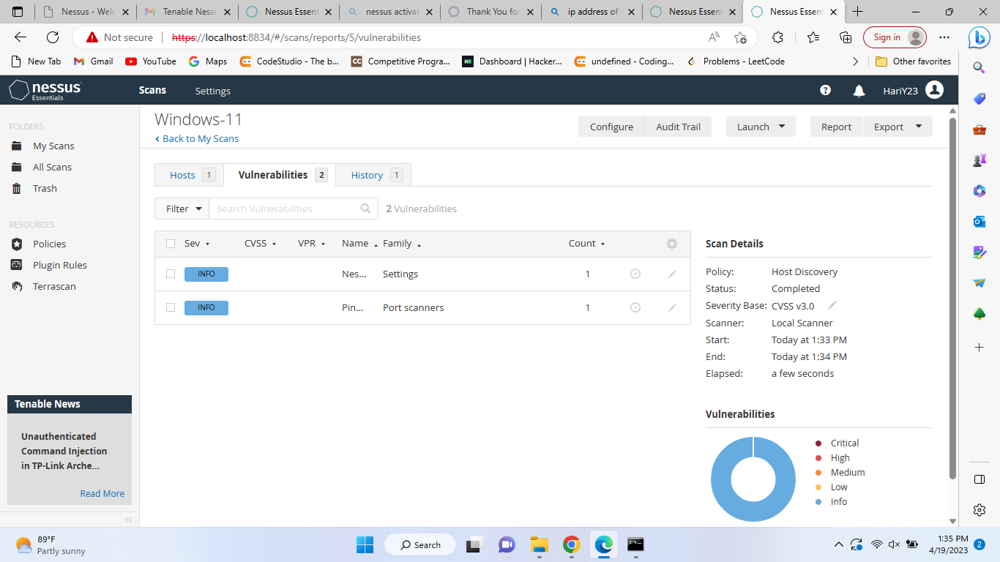 Nessus - Welc
Tenable Nessu
Nessus Essent
nessus activat
Thank You for
ip address of
Nessus Essent
Nessus Essent
Not secure
https://localhost:8834/#/scans/reports/5/vulnerabilities
Sign in
New Tab
Gmail
YouTube
Maps
CodeStudio - The b...
Competitive Progra...
Dashboard | Hacker...
undefined - Coding...
Problems - LeetCode
Other favorites
nessus
Essentials
Scans
Settings
HariY23
FOLDERS
My Scans
All Scans
Trash
RESOURCES
Policies
Plugin Rules
Terrascan
Tenable News
Unauthenticated
Command Injection
in TP-Link Arche...
Read More
Windows-11
Back to My Scans
Configure
Audit Trail
Launch
Report
Export
Hosts 1
Vulnerabilities 2
History 1
Filter
Search Vulnerabilities
2 Vulnerabilities
Sev CVSS VPR Name Family Count
INFO Nes... Settings 1
INFO Pin... Port scanners 1
Scan Details
Policy: Host Discovery
Status: Completed
Severity Base: CVSS v3.0
Scanner: Local Scanner
Start: Today at 1:33 PM
End: Today at 1:34 PM
Elapsed: a few seconds
Vulnerabilities
Critical
High
Medium
Low
Info
89°F
Partly sunny
Search
1:35 PM
4/19/2023
2